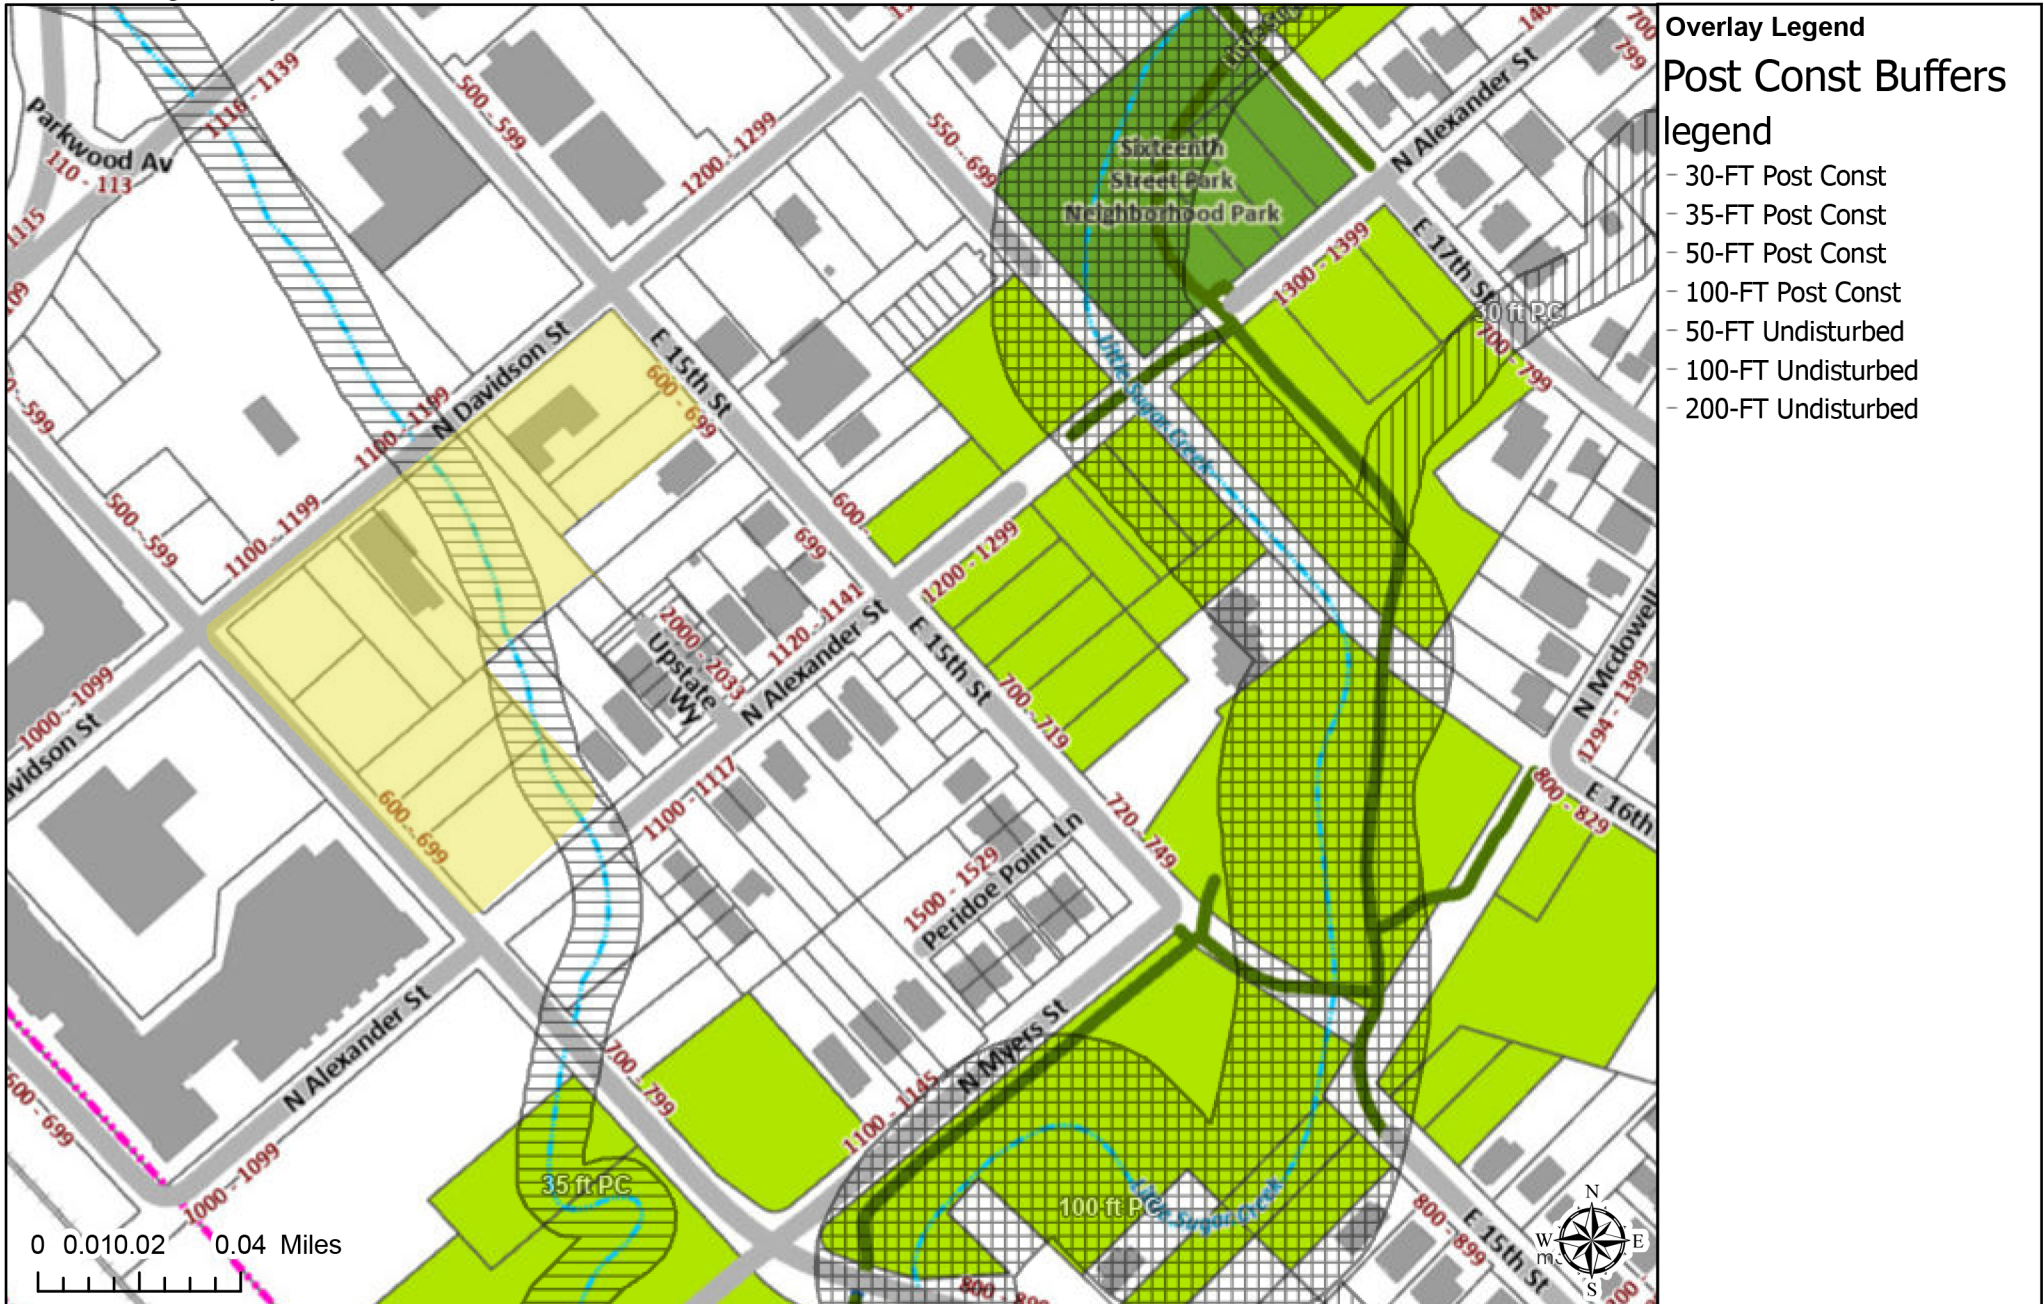 Overlay Legend
Post Const Buffers
legend
30-FT Post Const
35-FT Post Const
50-FT Post Const
100-FT Post Const
50-FT Undisturbed
100-FT Undisturbed
200-FT Undisturbed
Parkwood Av
110 - 113
1115
1116 - 1139
500 - 599
1200 - 1299
550 - 699
Sixteenth
Street Park
Neighborhood Park
N Alexander St
700
799
1300 - 1399
E 17th St
30 ft PC
700 - 799
N Davidson St
1100 - 1199
E 15th St
600 - 699
Little Sugar Creek
500 - 599
1100 - 1199
600
699
1200 - 1299
2000 - 2033
Upstate
Wy
1120 - 1141
N Alexander St
E 15th St
700 - 719
N Mcdowell
1294 - 1399
1000 - 1099
avidson St
600 - 699
1100 - 1117
720 - 749
800 - 829
E 16th
1500 - 1529
Peridoe Point Ln
N Alexander St
700 - 799
N Myers St
1100 - 1145
600 - 699
1000 - 1099
35 ft PC
100 ft PC
Little Sugar Creek
800 - 899
E 15th St
0 0.010.02 0.04 Miles
N
W E
S